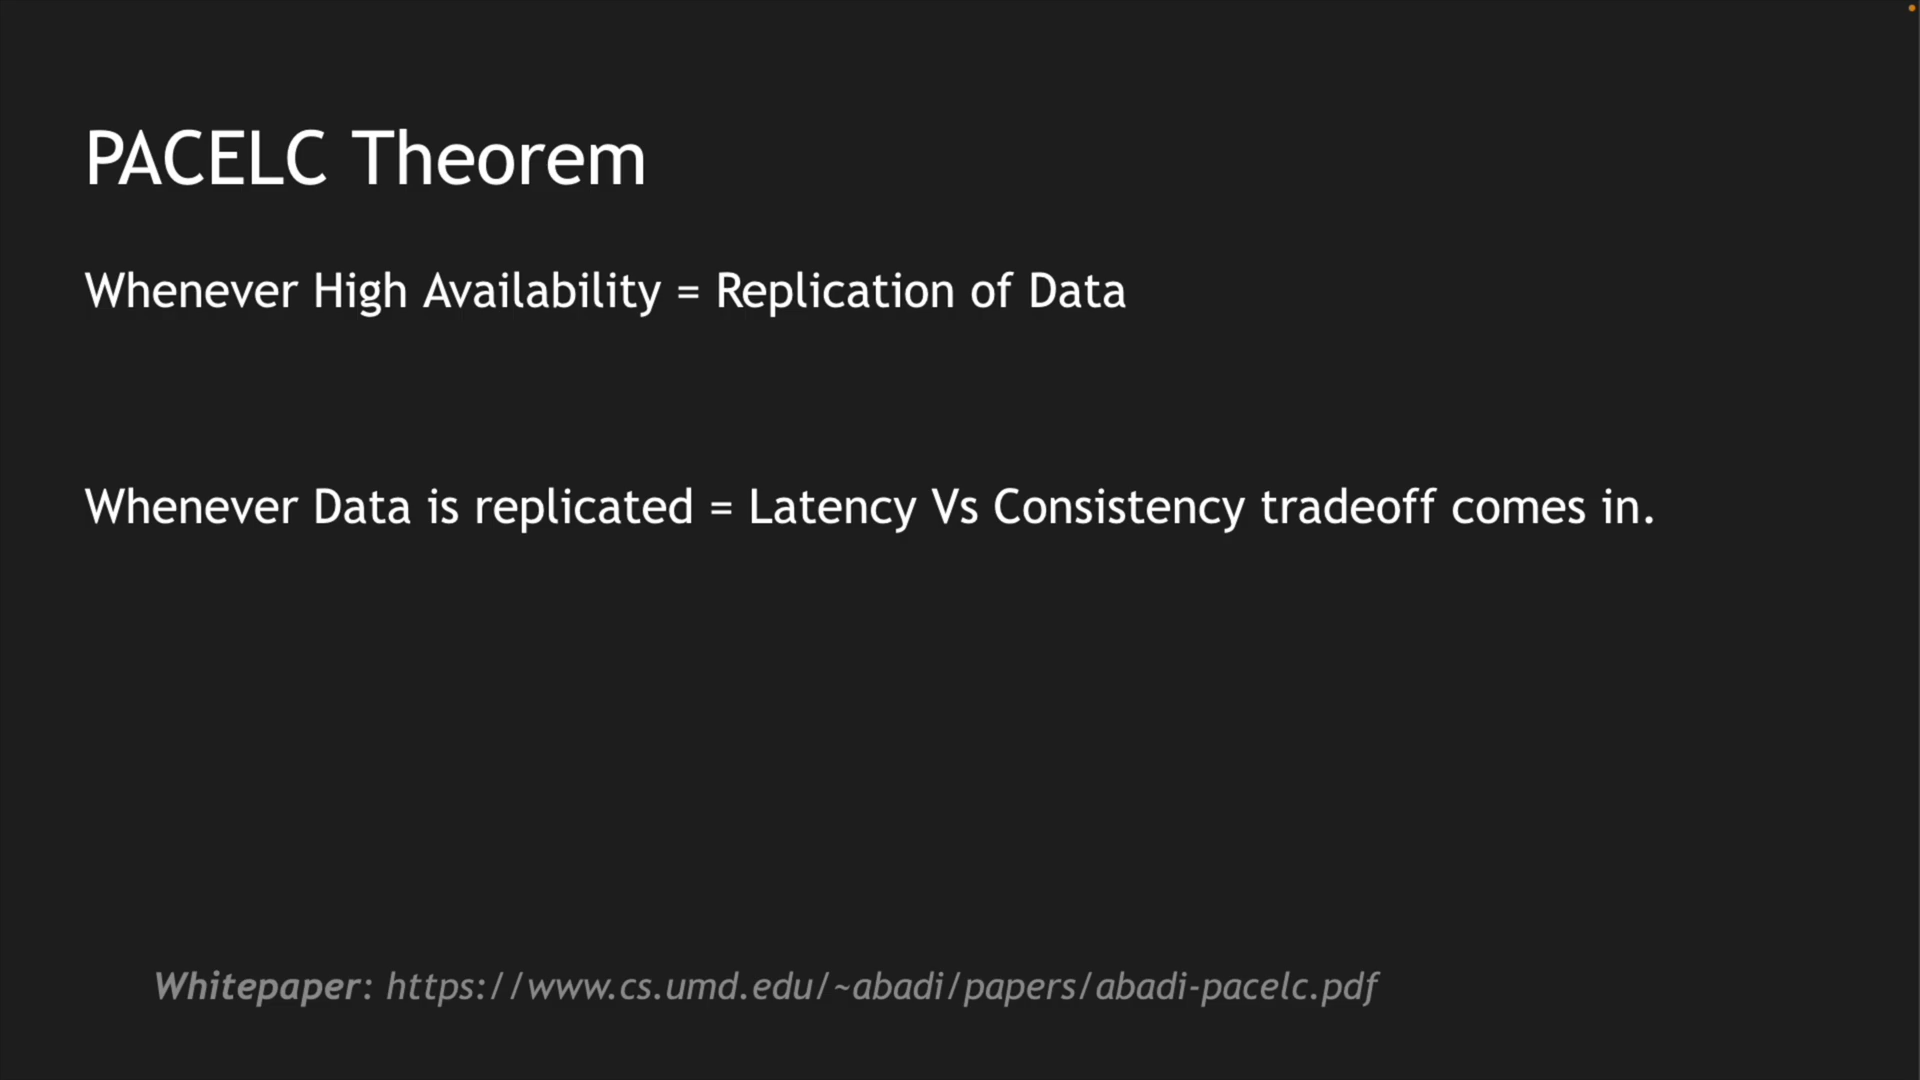 PACELC Theorem
Whenever High Availability = Replication of Data
Whenever Data is replicated = Latency Vs Consistency tradeoff comes in.
Whitepaper: https://www.cs.umd.edu/~abadi/papers/abadi-pacelc.pdf